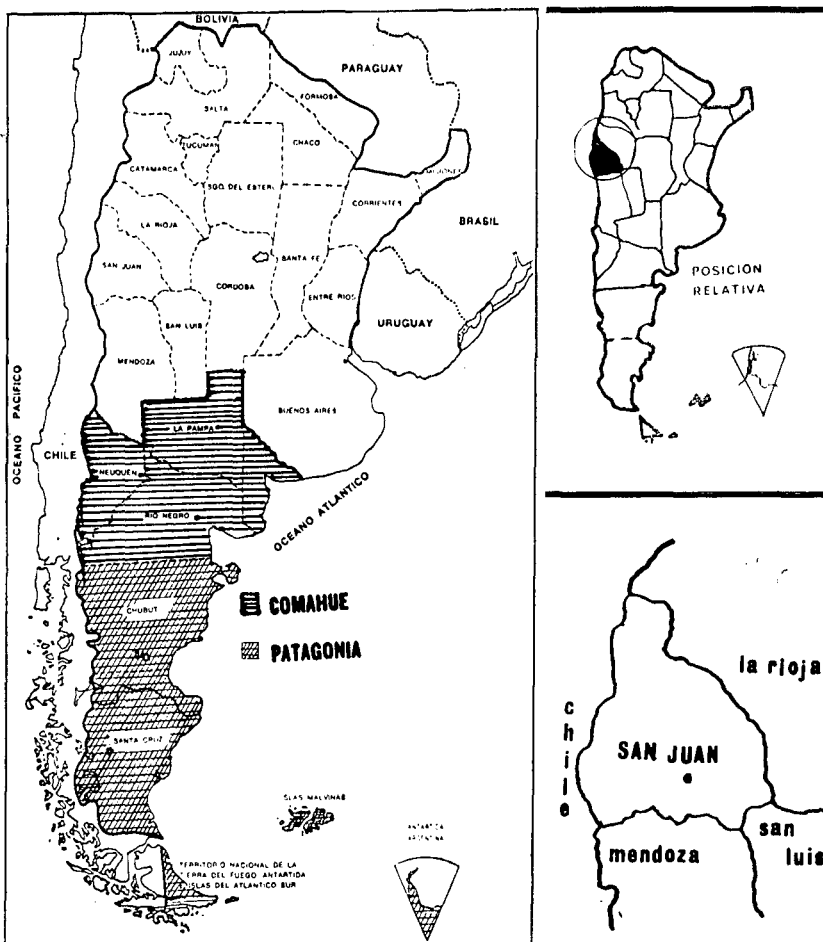 BOLIVIA
JUJUY
PARAGUAY
SALTA
FORMOSA
TUCUMAN
CHACO
CATAMARCA
SGO. DEL ESTERO
MISIONES
CORRIENTES
LA RIOJA
BRASIL
SAN JUAN
SANTA FE
CORDOBA
ENTRE RIOS
SAN LUIS
URUGUAY
MENDOZA
OCEANO PACIFICO
BUENOS AIRES
LA PAMPA
CHILE
NEUQUEN
OCEANO ATLANTICO
RIO NEGRO
CHUBUT
COMAHUE
PATAGONIA
SANTA CRUZ
ISLAS MALVINAS
ANTARTICA
ARGENTINA
TERRITORIO NACIONAL DE LA
TIERRA DEL FUEGO ANTARTIDA
E ISLAS DEL ATLANTICO SUR
POSICION
RELATIVA
la rioja
chile
SAN JUAN
mendoza
san
luis